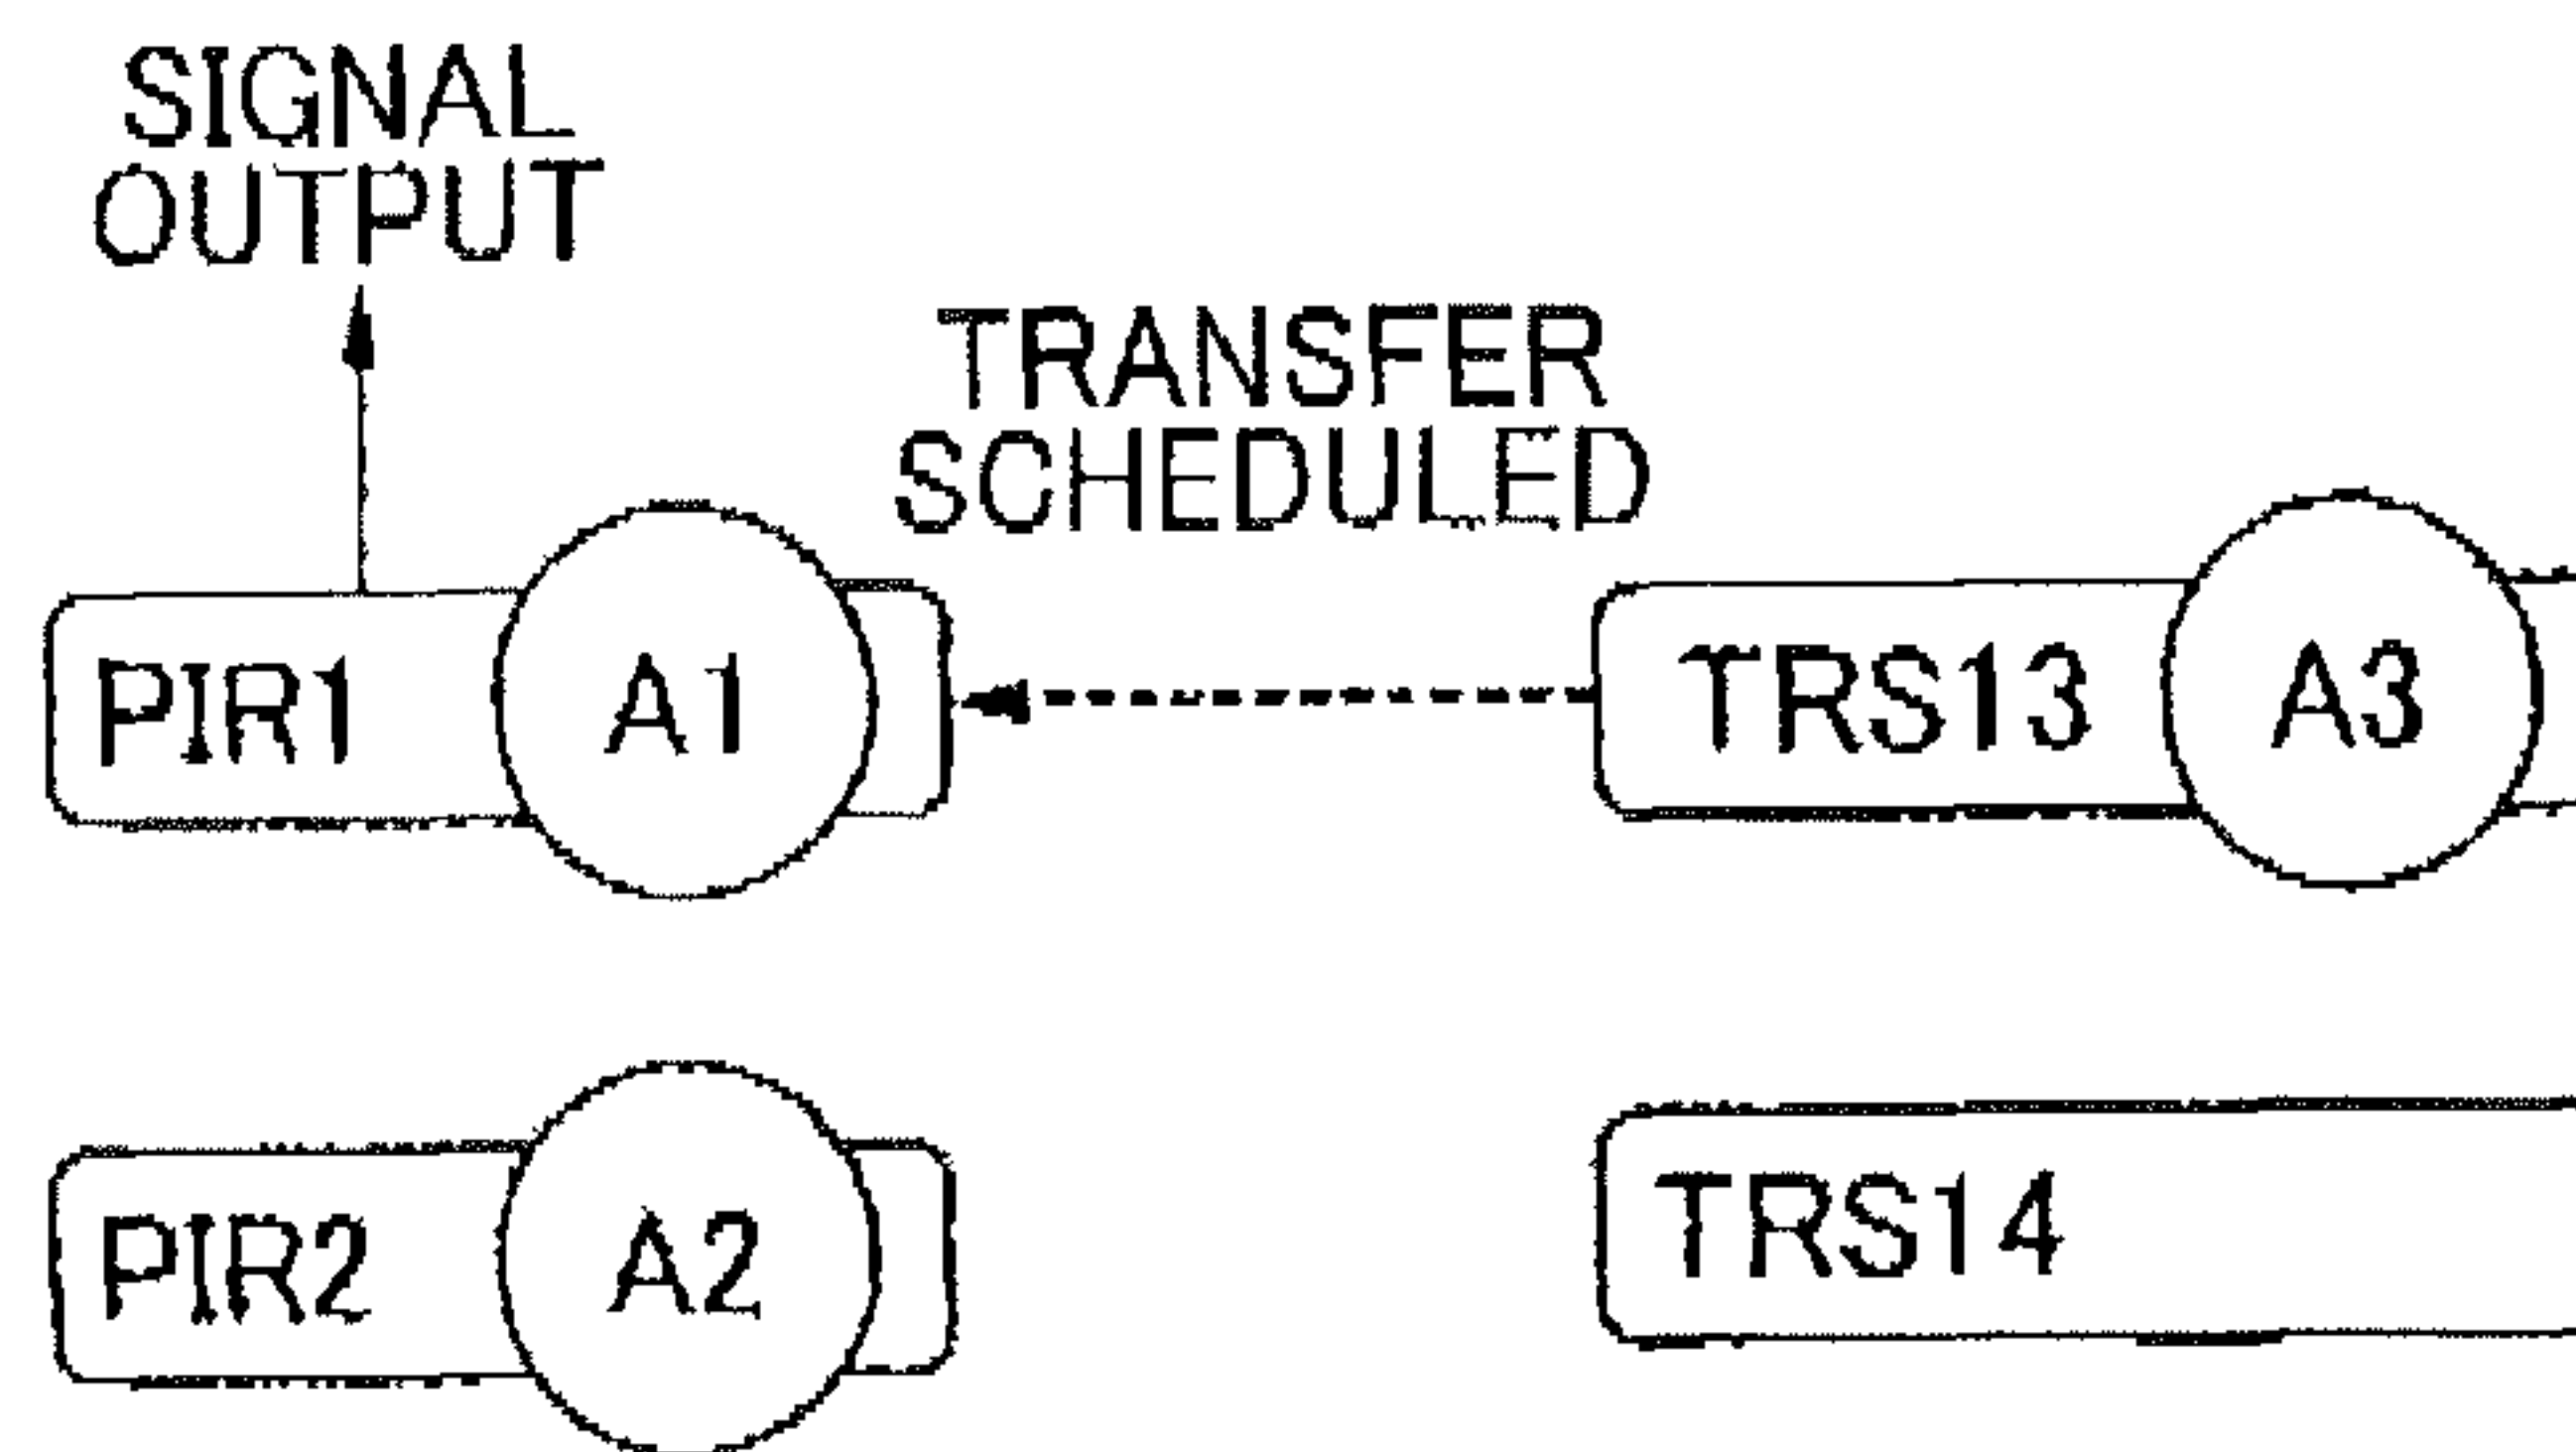 SIGNAL
OUTPUT
TRANSFER
SCHEDULED
PIR1
A1
TRS13
A3
PIR2
A2
TRS14